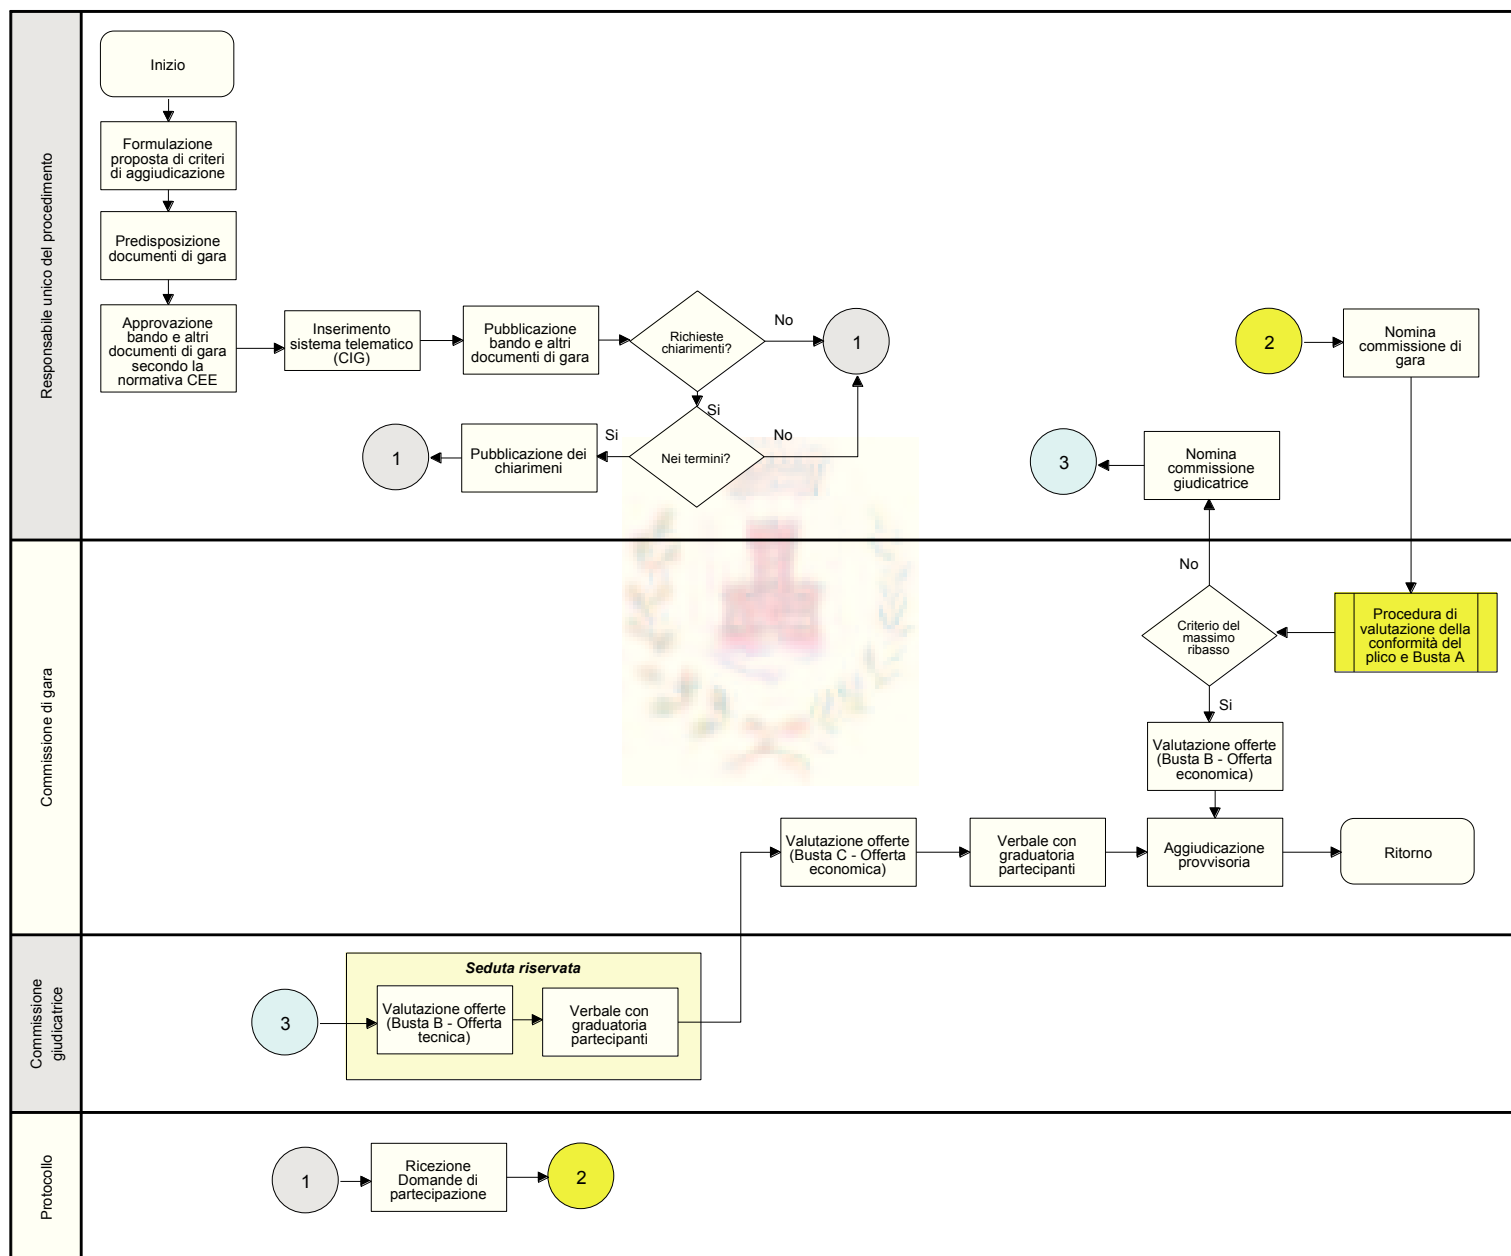 Responsabile unico del procedimento
Inizio
Formulazione
proposta di criteri
di aggiudicazione
Predisposizione
documenti di gara
Approvazione
bando e altri
documenti di gara
secondo la
normativa CEE
Inserimento
sistema telematico
(CIG)
Pubblicazione
bando e altri
documenti di gara
Richieste
chiarimenti?
No
1
Si
Nei termini?
No
Si
Pubblicazione dei
chiarimeni
1
2
Nomina
commissione di
gara
Nomina
commissione
giudicatrice
3
Commissione di gara
No
Criterio del
massimo
ribasso
Procedura di
valutazione della
conformità del
plico e Busta A
Si
Valutazione offerte
(Busta B - Offerta
economica)
Valutazione offerte
(Busta C - Offerta
economica)
Verbale con
graduatoria
partecipanti
Aggiudicazione
provvisoria
Ritorno
Commissione
giudicatrice
Seduta riservata
3
Valutazione offerte
(Busta B - Offerta
tecnica)
Verbale con
graduatoria
partecipanti
Protocollo
1
Ricezione
Domande di
partecipazione
2